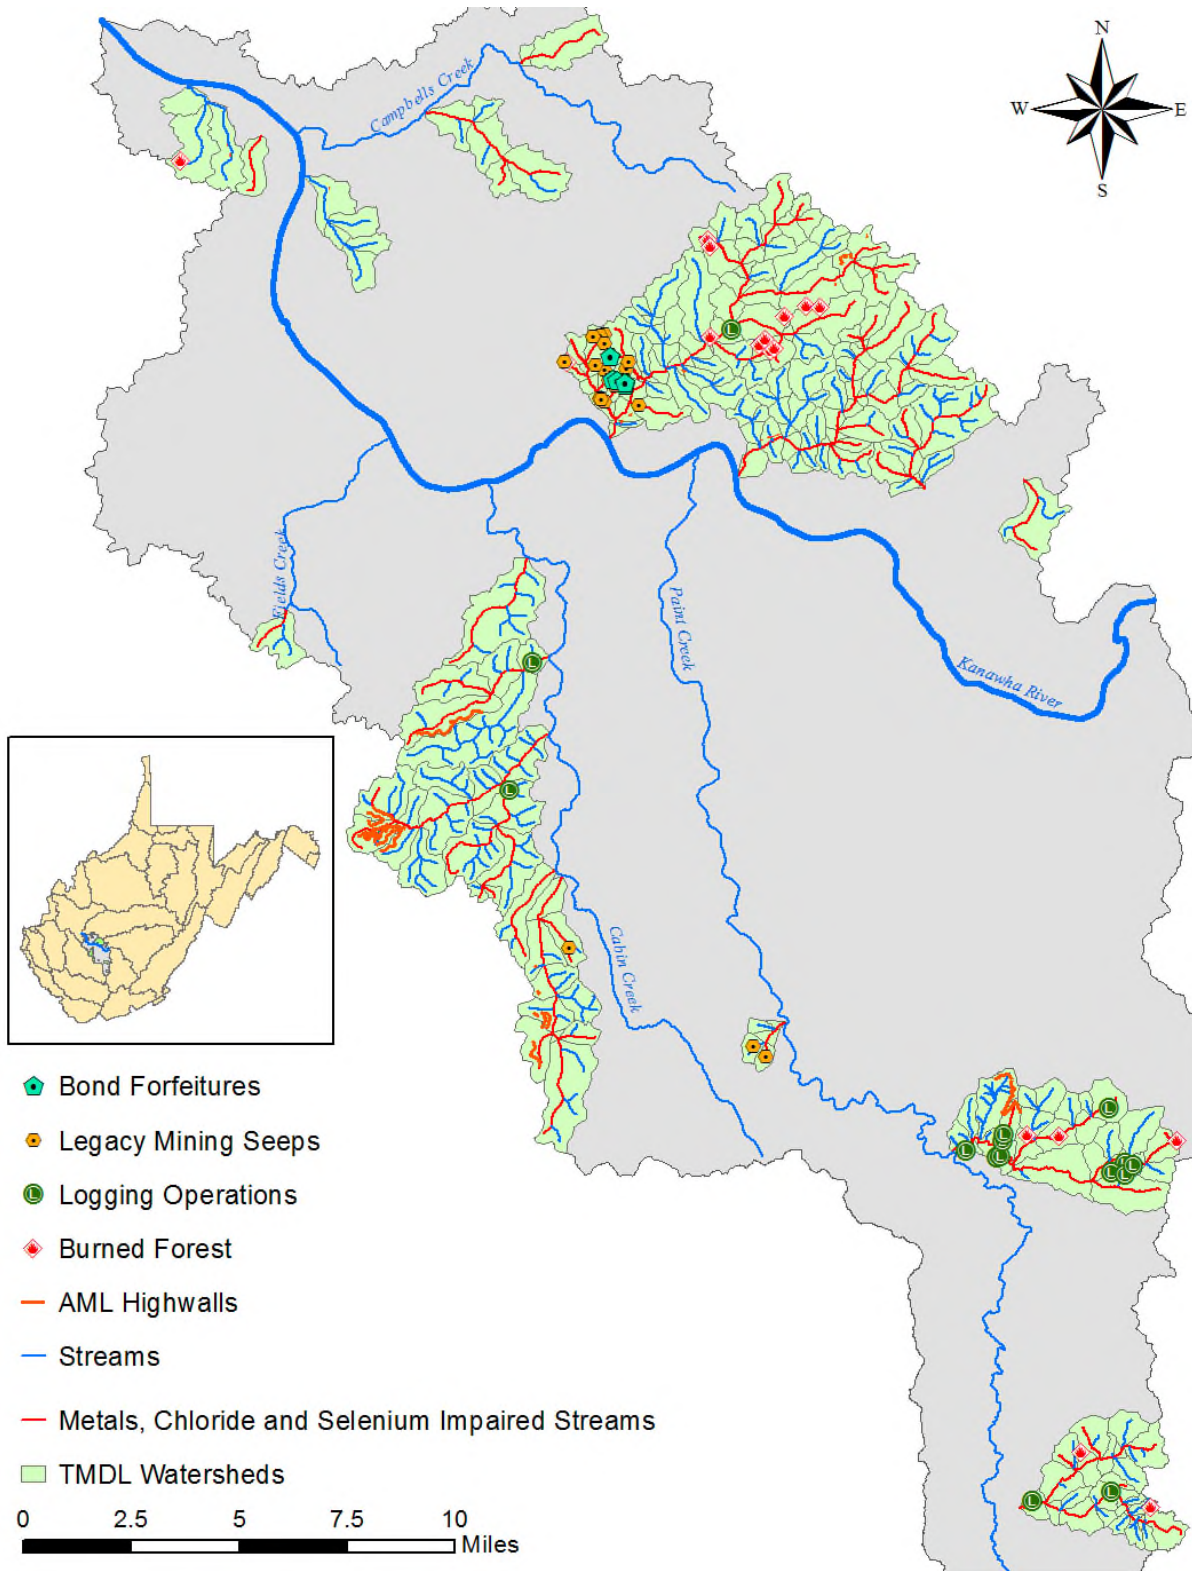 N
W
E
S
Campbells Creek
Fields Creek
Paint Creek
Kanawha River
Cabin Creek
Bond Forfeitures
Legacy Mining Seeps
L Logging Operations
Burned Forest
AML Highwalls
Streams
Metals, Chloride and Selenium Impaired Streams
TMDL Watersheds
0 2.5 5 7.5 10
Miles